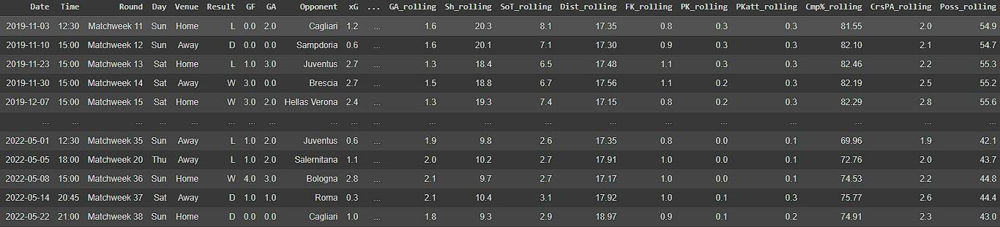 Date Time Round Day Venue Result GF GA Opponent xG ... GA_rolling Sh_rolling SoT_rolling Dist_rolling FK_rolling PK_rolling PKatt_rolling Cmp%_rolling CrsPA_rolling Poss_rolling
2019-11-03 12:30 Matchweek 11 Sun Home L 0.0 2.0 Cagliari 1.2 ... 1.6 20.3 8.1 17.35 0.8 0.3 0.3 81.55 2.0 54.9
2019-11-10 15:00 Matchweek 12 Sun Away D 0.0 0.0 Sampdoria 0.6 ... 1.6 20.1 7.1 17.30 0.9 0.3 0.3 82.10 2.1 54.7
2019-11-23 15:00 Matchweek 13 Sat Home L 1.0 3.0 Juventus 2.7 ... 1.3 18.4 6.5 17.48 1.1 0.3 0.3 82.46 2.2 55.3
2019-11-30 15:00 Matchweek 14 Sat Away W 3.0 0.0 Brescia 2.7 ... 1.5 18.8 6.7 17.56 1.1 0.2 0.3 82.19 2.5 55.2
2019-12-07 15:00 Matchweek 15 Sat Home W 3.0 2.0 Hellas Verona 2.4 ... 1.3 19.3 7.4 17.15 0.8 0.2 0.3 82.29 2.8 55.6
... ... ... ... ... ... ... ... ... ... ... ... ... ... ... ... ... ... ... ... ...
2022-05-01 12:30 Matchweek 35 Sun Away L 1.0 2.0 Juventus 0.6 ... 1.9 9.8 2.6 17.35 0.8 0.0 0.1 69.96 1.9 42.1
2022-05-05 18:00 Matchweek 20 Thu Away L 1.0 2.0 Salernitana 1.1 ... 2.0 10.2 2.7 17.91 1.0 0.0 0.1 72.76 2.0 43.7
2022-05-08 15:00 Matchweek 36 Sun Home W 4.0 3.0 Bologna 2.8 ... 2.1 9.7 2.7 17.17 1.0 0.0 0.1 74.53 2.2 44.8
2022-05-14 20:45 Matchweek 37 Sat Away D 1.0 1.0 Roma 0.3 ... 2.1 10.4 3.1 17.92 1.0 0.1 0.3 75.77 2.6 44.4
2022-05-22 21:00 Matchweek 38 Sun Home D 0.0 0.0 Cagliari 1.0 ... 1.8 9.3 2.9 18.97 0.9 0.1 0.2 74.91 2.3 43.0